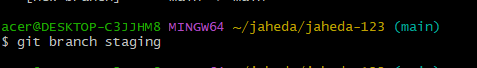 acer@DESKTOP-C3JJHM8 MINGW64 ~/jaheda/jaheda-123 (main)
$ git branch staging